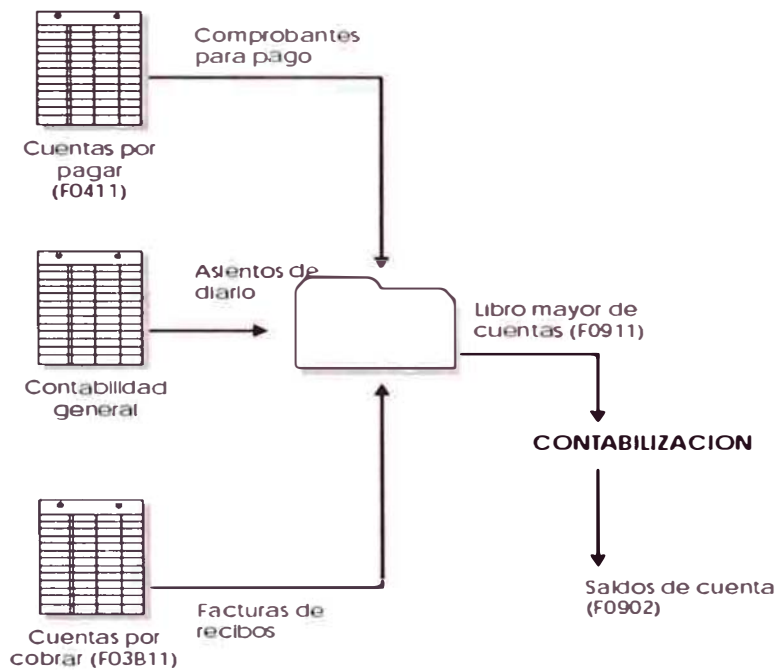 Comprobantes
para pago
Cuentas por
pagar
(F0411)
Asientos de
diario
Libro mayor de
cuentas (F0911)
Contabilidad
general
CONTABILIZACION
Saldos de cuenta
(F0902)
Facturas de
recibos
Cuentas por
cobrar (F03B11)